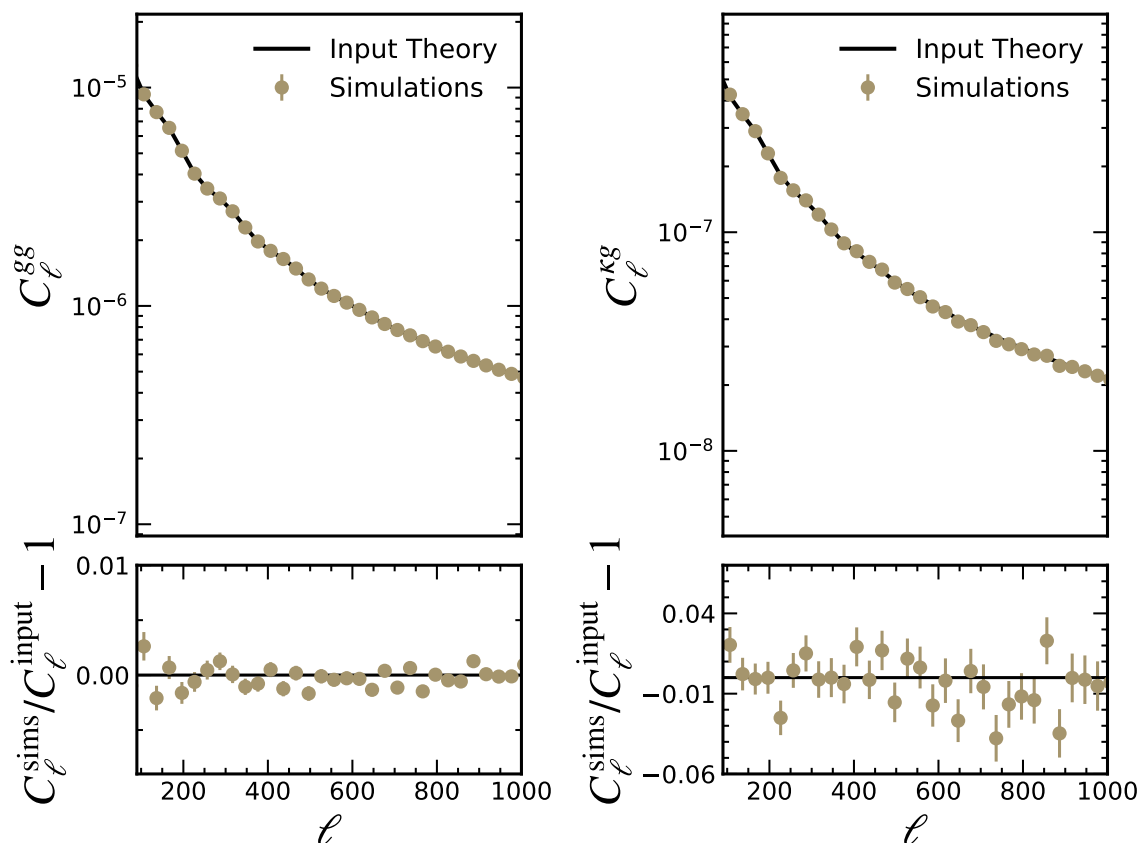 Input Theory
Simulations
10⁻⁵
10⁻⁶
10⁻⁷
C_ℓ^{gg}
0.01
0.00
C_ℓ^{sims}/C_ℓ^{input} − 1
200 400 600 800 1000
ℓ
Input Theory
Simulations
10⁻⁷
10⁻⁸
C_ℓ^{κg}
0.04
−0.01
−0.06
C_ℓ^{sims}/C_ℓ^{input} − 1
200 400 600 800 1000
ℓ